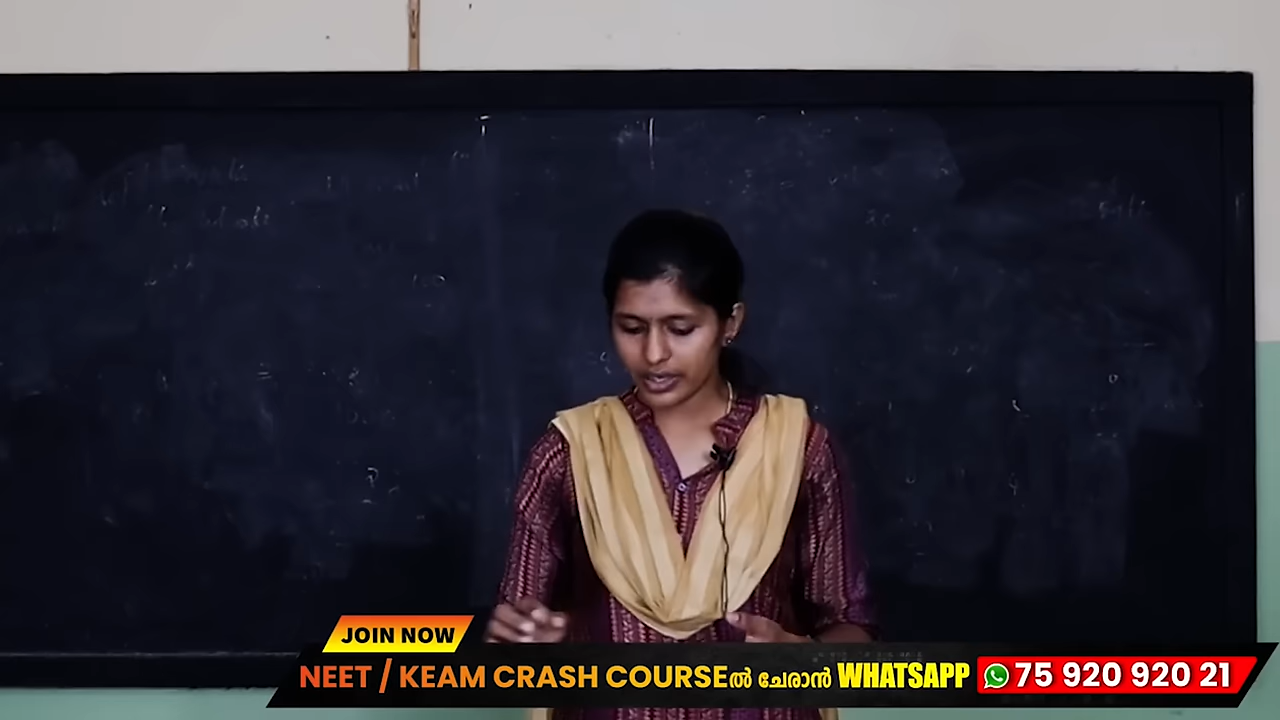 JOIN NOW
NEET / KEAM CRASH COURSEൽ ചേരാൻ WHATSAPP 75 920 920 21